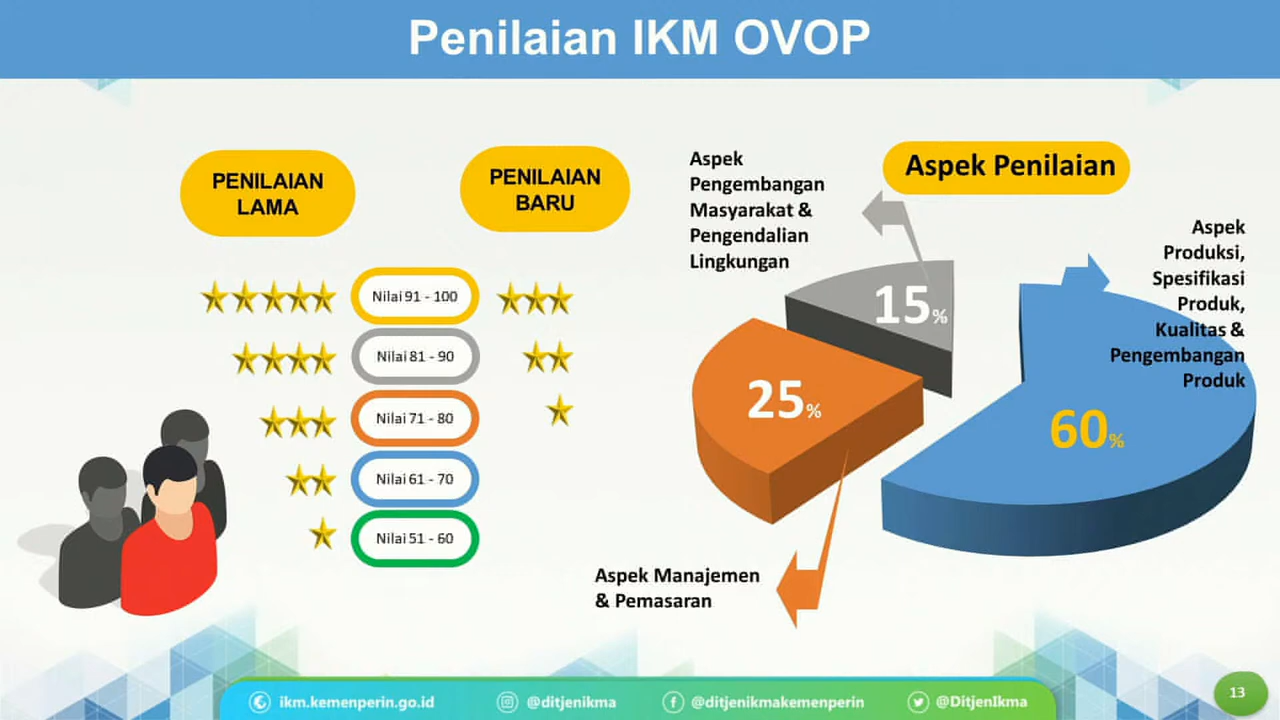 Penilaian IKM OVOP
PENILAIAN
LAMA
PENILAIAN
BARU
Nilai 91 - 100
Nilai 81 - 90
Nilai 71 - 80
Nilai 61 - 70
Nilai 51 - 60
Aspek Penilaian
Aspek
Pengembangan
Masyarakat &
Pengendalian
Lingkungan
15%
Aspek
Produksi,
Spesifikasi
Produk,
Kualitas &
Pengembangan
Produk
25%
60%
Aspek Manajemen
& Pemasaran
ikm.kemenperin.go.id
@ditjenikma
@ditjenikmakemenperin
@DitjenIkma
13